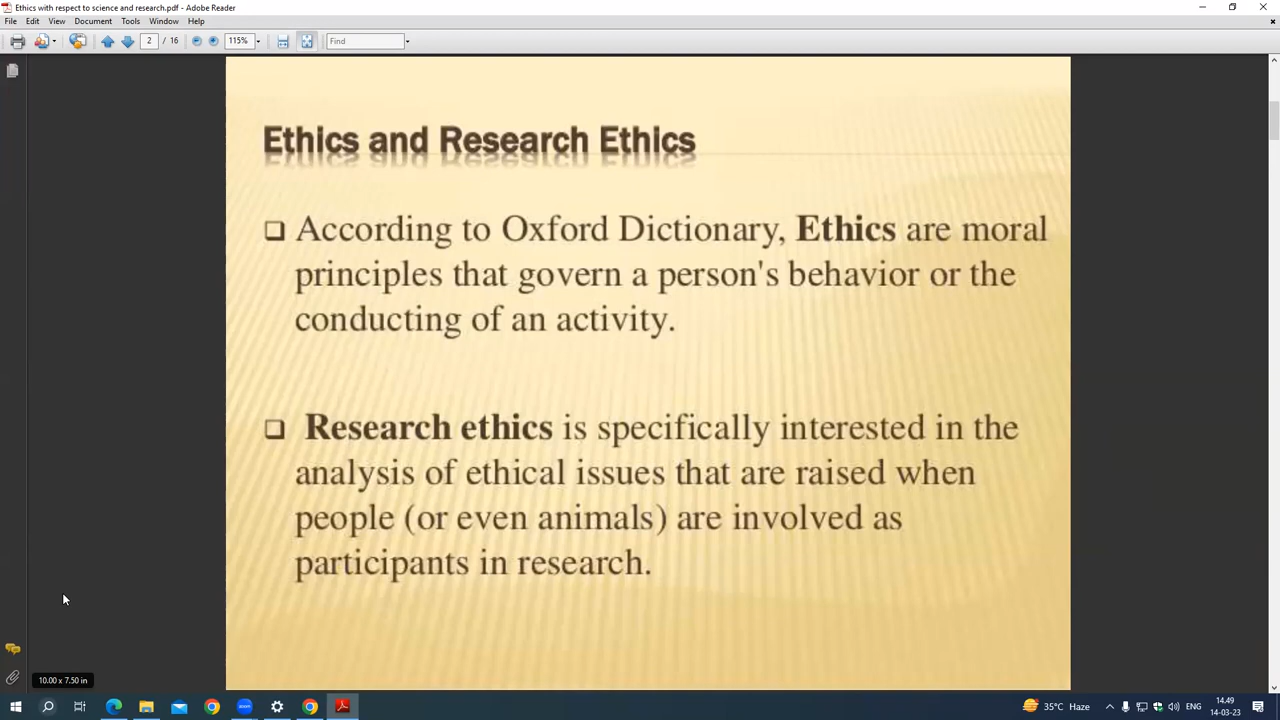 Ethics with respect to science and research.pdf - Adobe Reader
File Edit View Document Tools Window Help
2 / 16 115% Find
Ethics and Research Ethics
❑ According to Oxford Dictionary, Ethics are moral
principles that govern a person's behavior or the
conducting of an activity.
❑ Research ethics is specifically interested in the
analysis of ethical issues that are raised when
people (or even animals) are involved as
participants in research.
10.00 x 7.50 in
zoom
35°C Haze
ENG
14.49
14-03-23